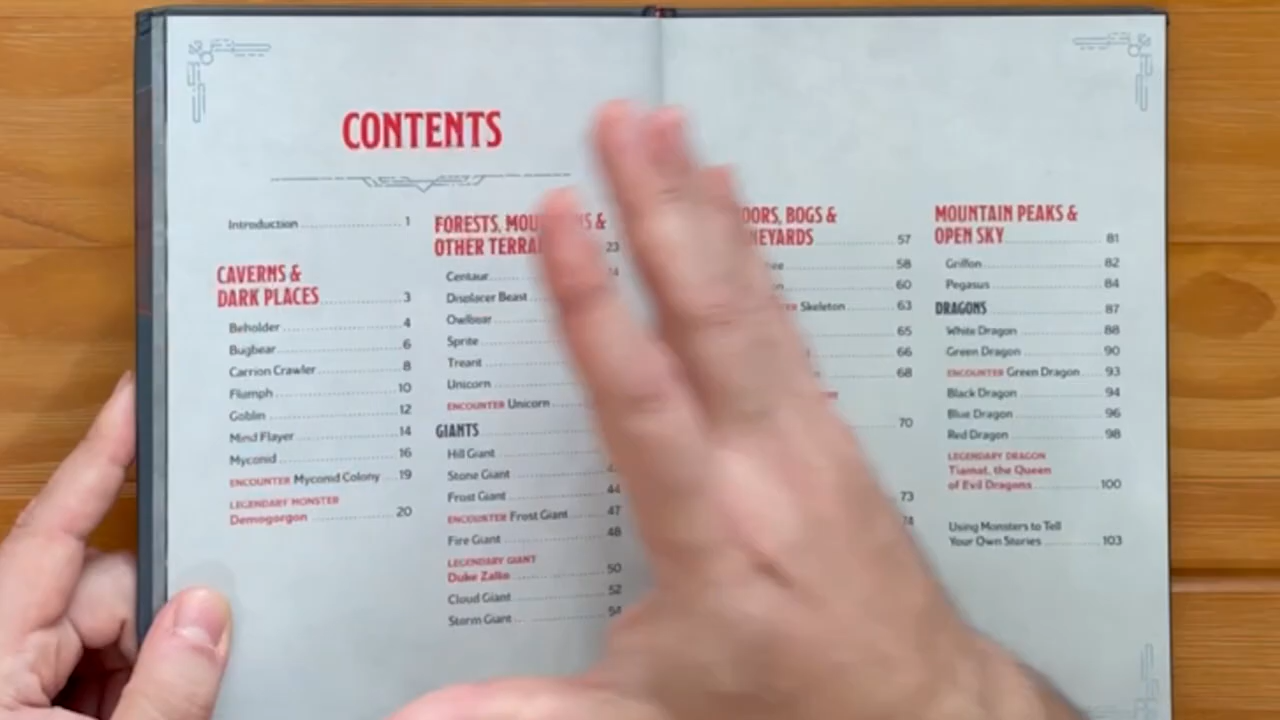 CONTENTS
Introduction 1
CAVERNS &
DARK PLACES 3
Beholder 4
Bugbear 6
Carrion Crawler 8
Flumph 10
Goblin 12
Mind Flayer 14
Myconid 16
ENCOUNTER Myconid Colony 19
LEGENDARY MONSTER
Demogorgon 20
FORESTS, &
OTHER 23
Centaur
Displacer Beast
Owlbear
Sprite
Treant
Unicorn
ENCOUNTER Unicorn
GIANTS
Hill Giant
Stone Giant
Frost Giant 44
ENCOUNTER Frost Giant 47
Fire Giant 48
LEGENDARY GIANT
Duke Zalto 50
Cloud Giant 52
Storm Giant 54
BOGS &
57
58
60
Skeleton 63
65
66
68
70
73
MOUNTAIN PEAKS &
OPEN SKY 81
Griffon 82
Pegasus 84
DRAGONS 87
White Dragon 88
Green Dragon 90
ENCOUNTER Green Dragon 93
Black Dragon 94
Blue Dragon 96
Red Dragon 98
LEGENDARY DRAGON
Tiamat, the Queen
of Evil Dragons 100
Using Monsters to Tell
Your Own Stories 103